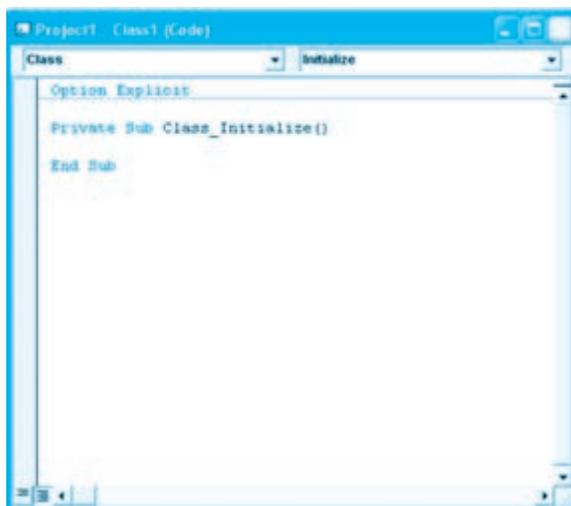 Project1 Class1 (Code)
Class Initialize
Option Explicit
Private Sub Class_Initialize()
End Sub